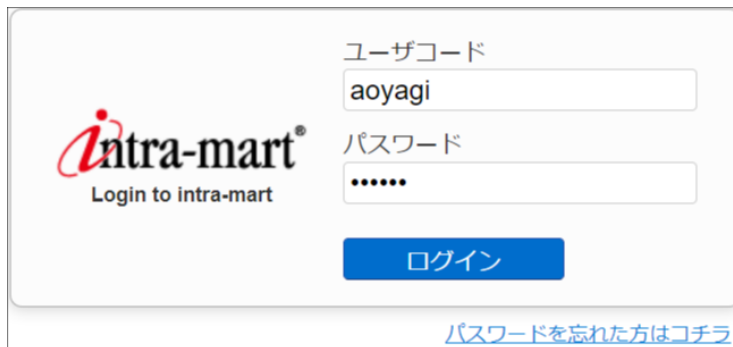 ユーザコード
aoyagi
intra-mart®
Login to intra-mart
パスワード
••••••
ログイン
パスワードを忘れた方はコチラ